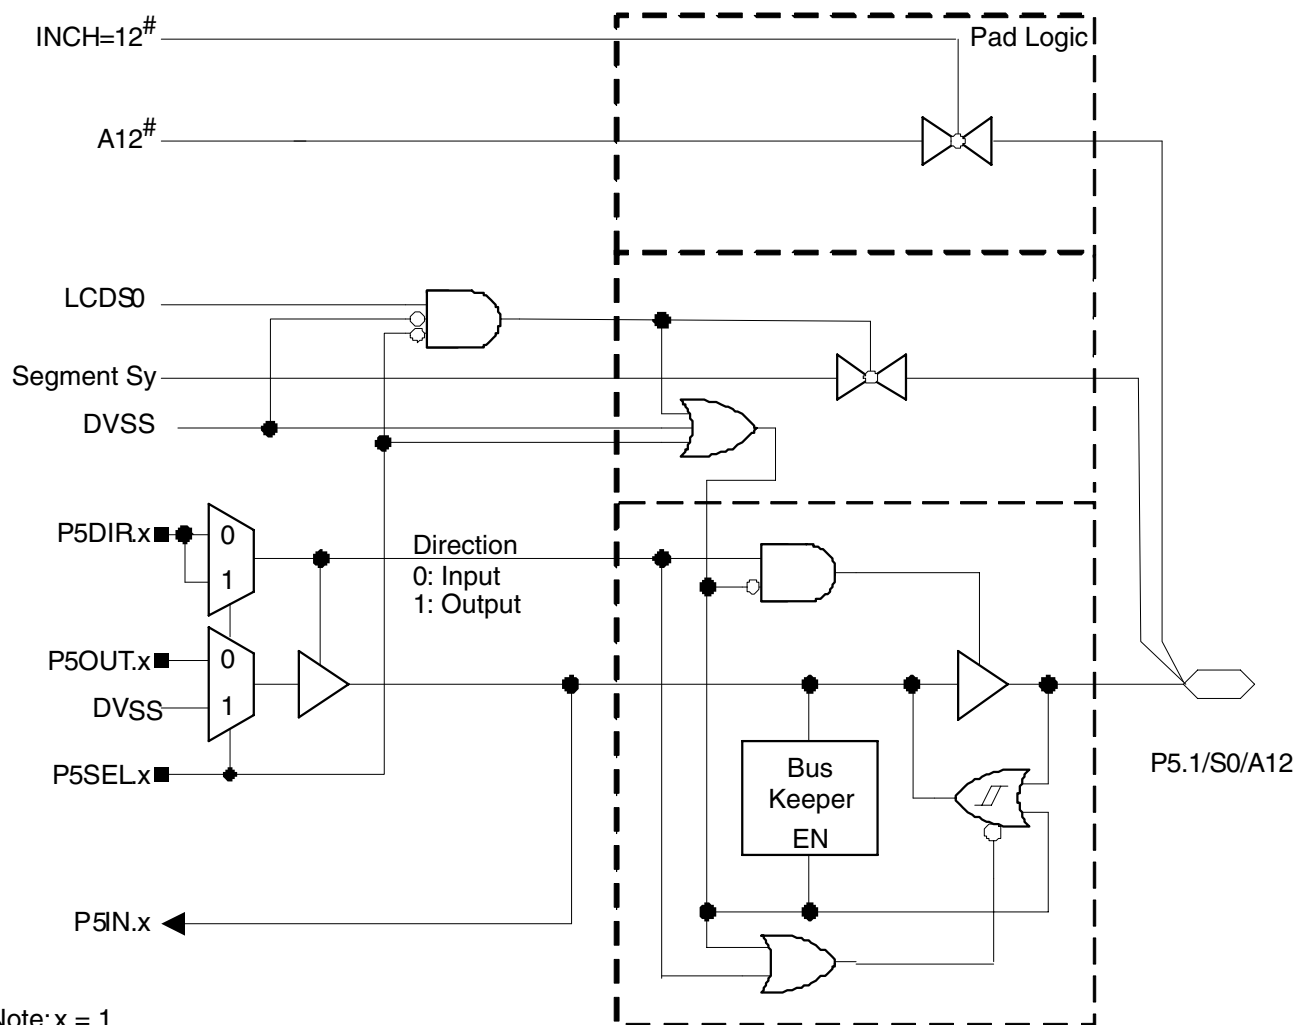 INCH=12#
Pad Logic
A12#
LCDS0
Segment Sy
DVSS
P5DIR.x
0
1
Direction
0: Input
1: Output
P5OUT.x
0
DVSS
1
P5SEL.x
Bus
Keeper
EN
P5.1/S0/A12
P5IN.x
Note: x = 1